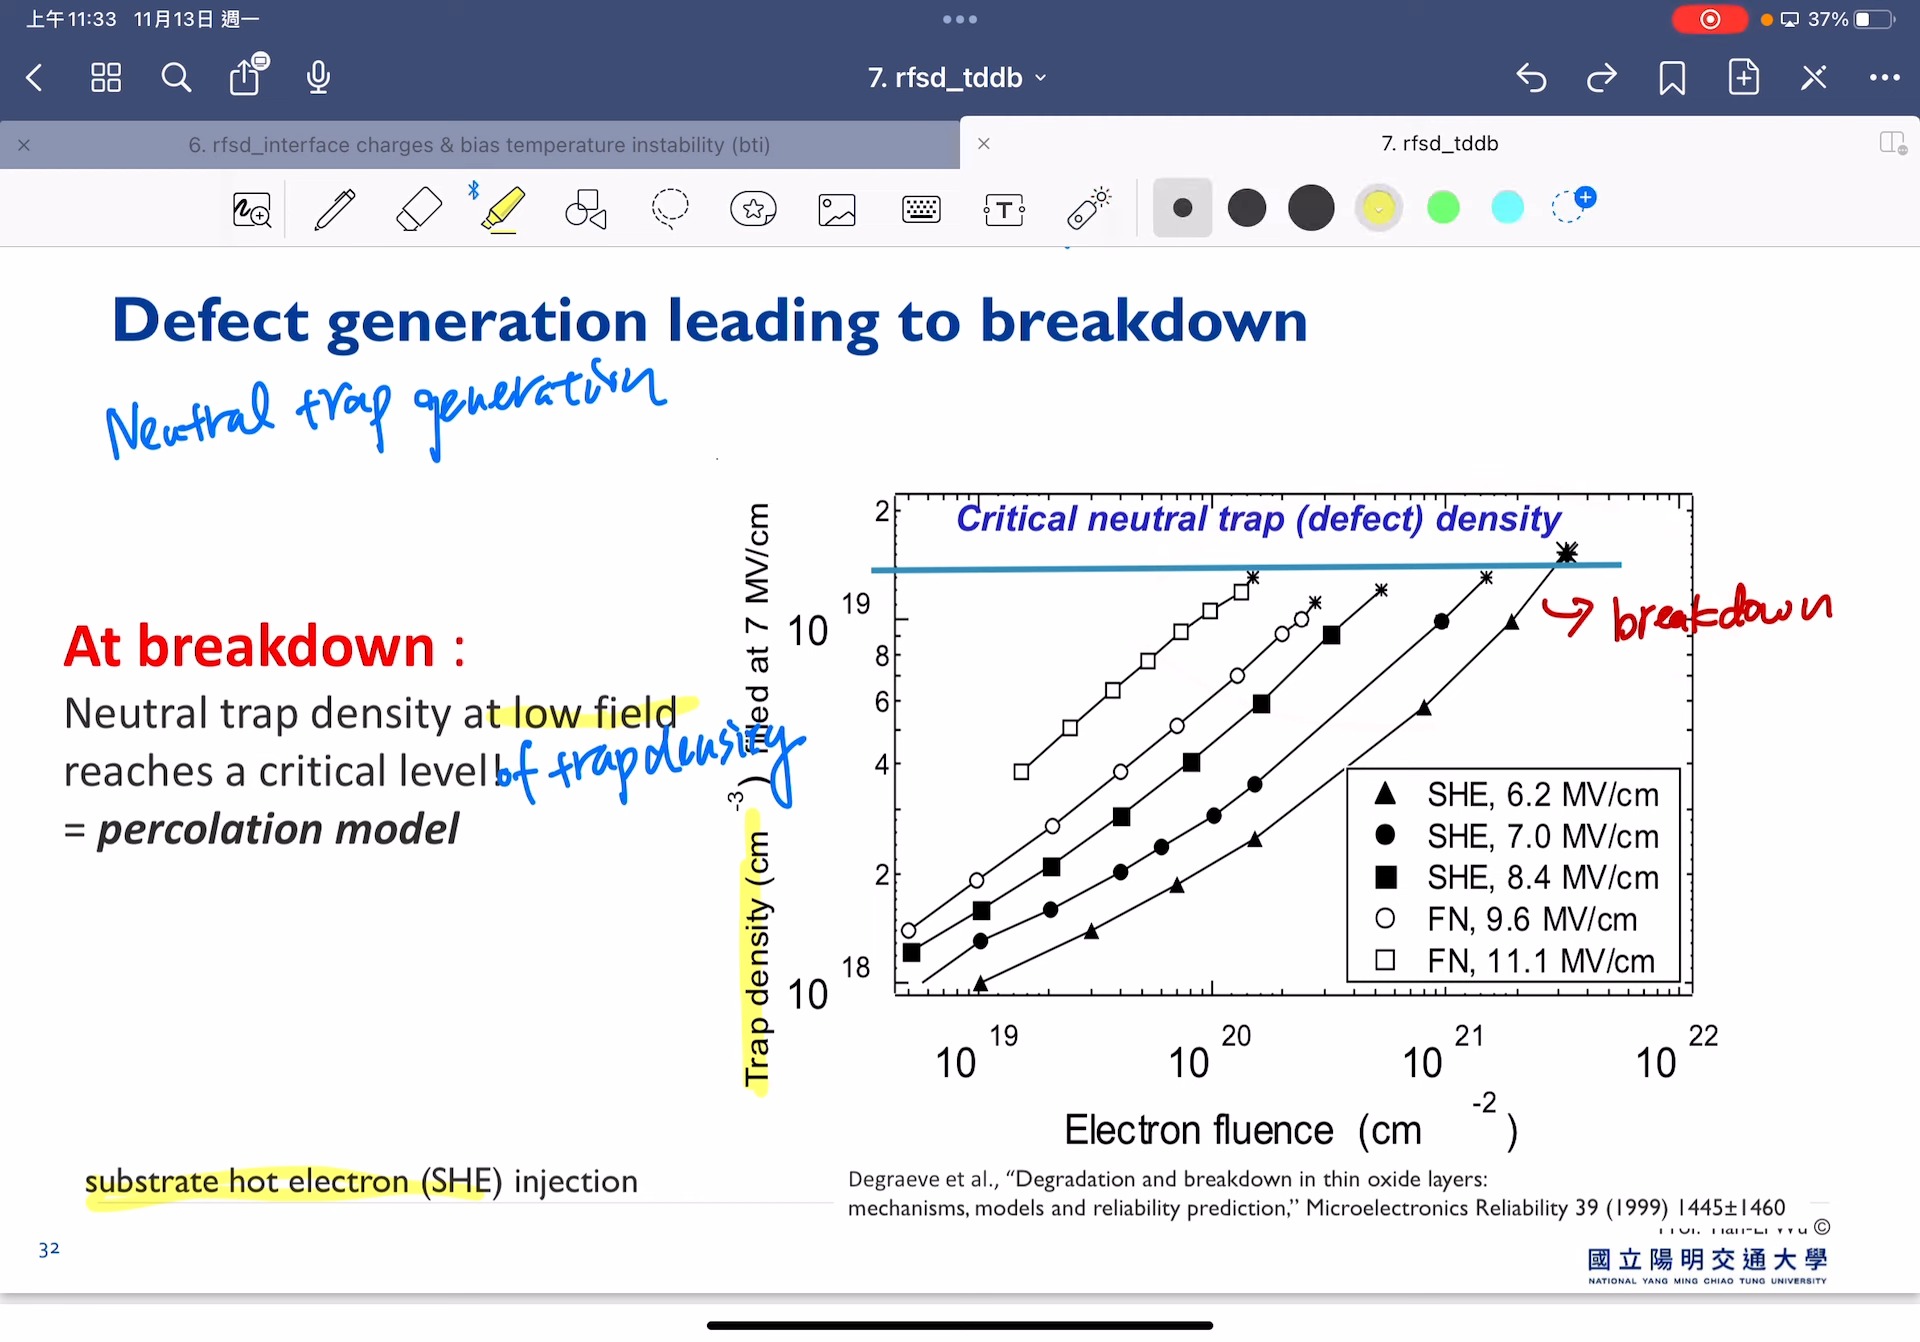 上午11:33 11月13日 週一
37%
7. rfsd_tddb
6. rfsd_interface charges & bias temperature instability (bti)
7. rfsd_tddb
Defect generation leading to breakdown
Neutral trap generation
At breakdown :
Neutral trap density at low field
reaches a critical level!
of trap density
= percolation model
substrate hot electron (SHE) injection
Critical neutral trap (defect) density
breakdown
Trap density (cm-3) filled at 7 MV/cm
2
10 19
8
6
4
2
10 18
SHE, 6.2 MV/cm
SHE, 7.0 MV/cm
SHE, 8.4 MV/cm
FN, 9.6 MV/cm
FN, 11.1 MV/cm
10 19 10 20 10 21 10 22
Electron fluence (cm -2 )
Degraeve et al., “Degradation and breakdown in thin oxide layers:
mechanisms, models and reliability prediction,” Microelectronics Reliability 39 (1999) 1445±1460
©
32
國立陽明交通大學
NATIONAL YANG MING CHIAO TUNG UNIVERSITY